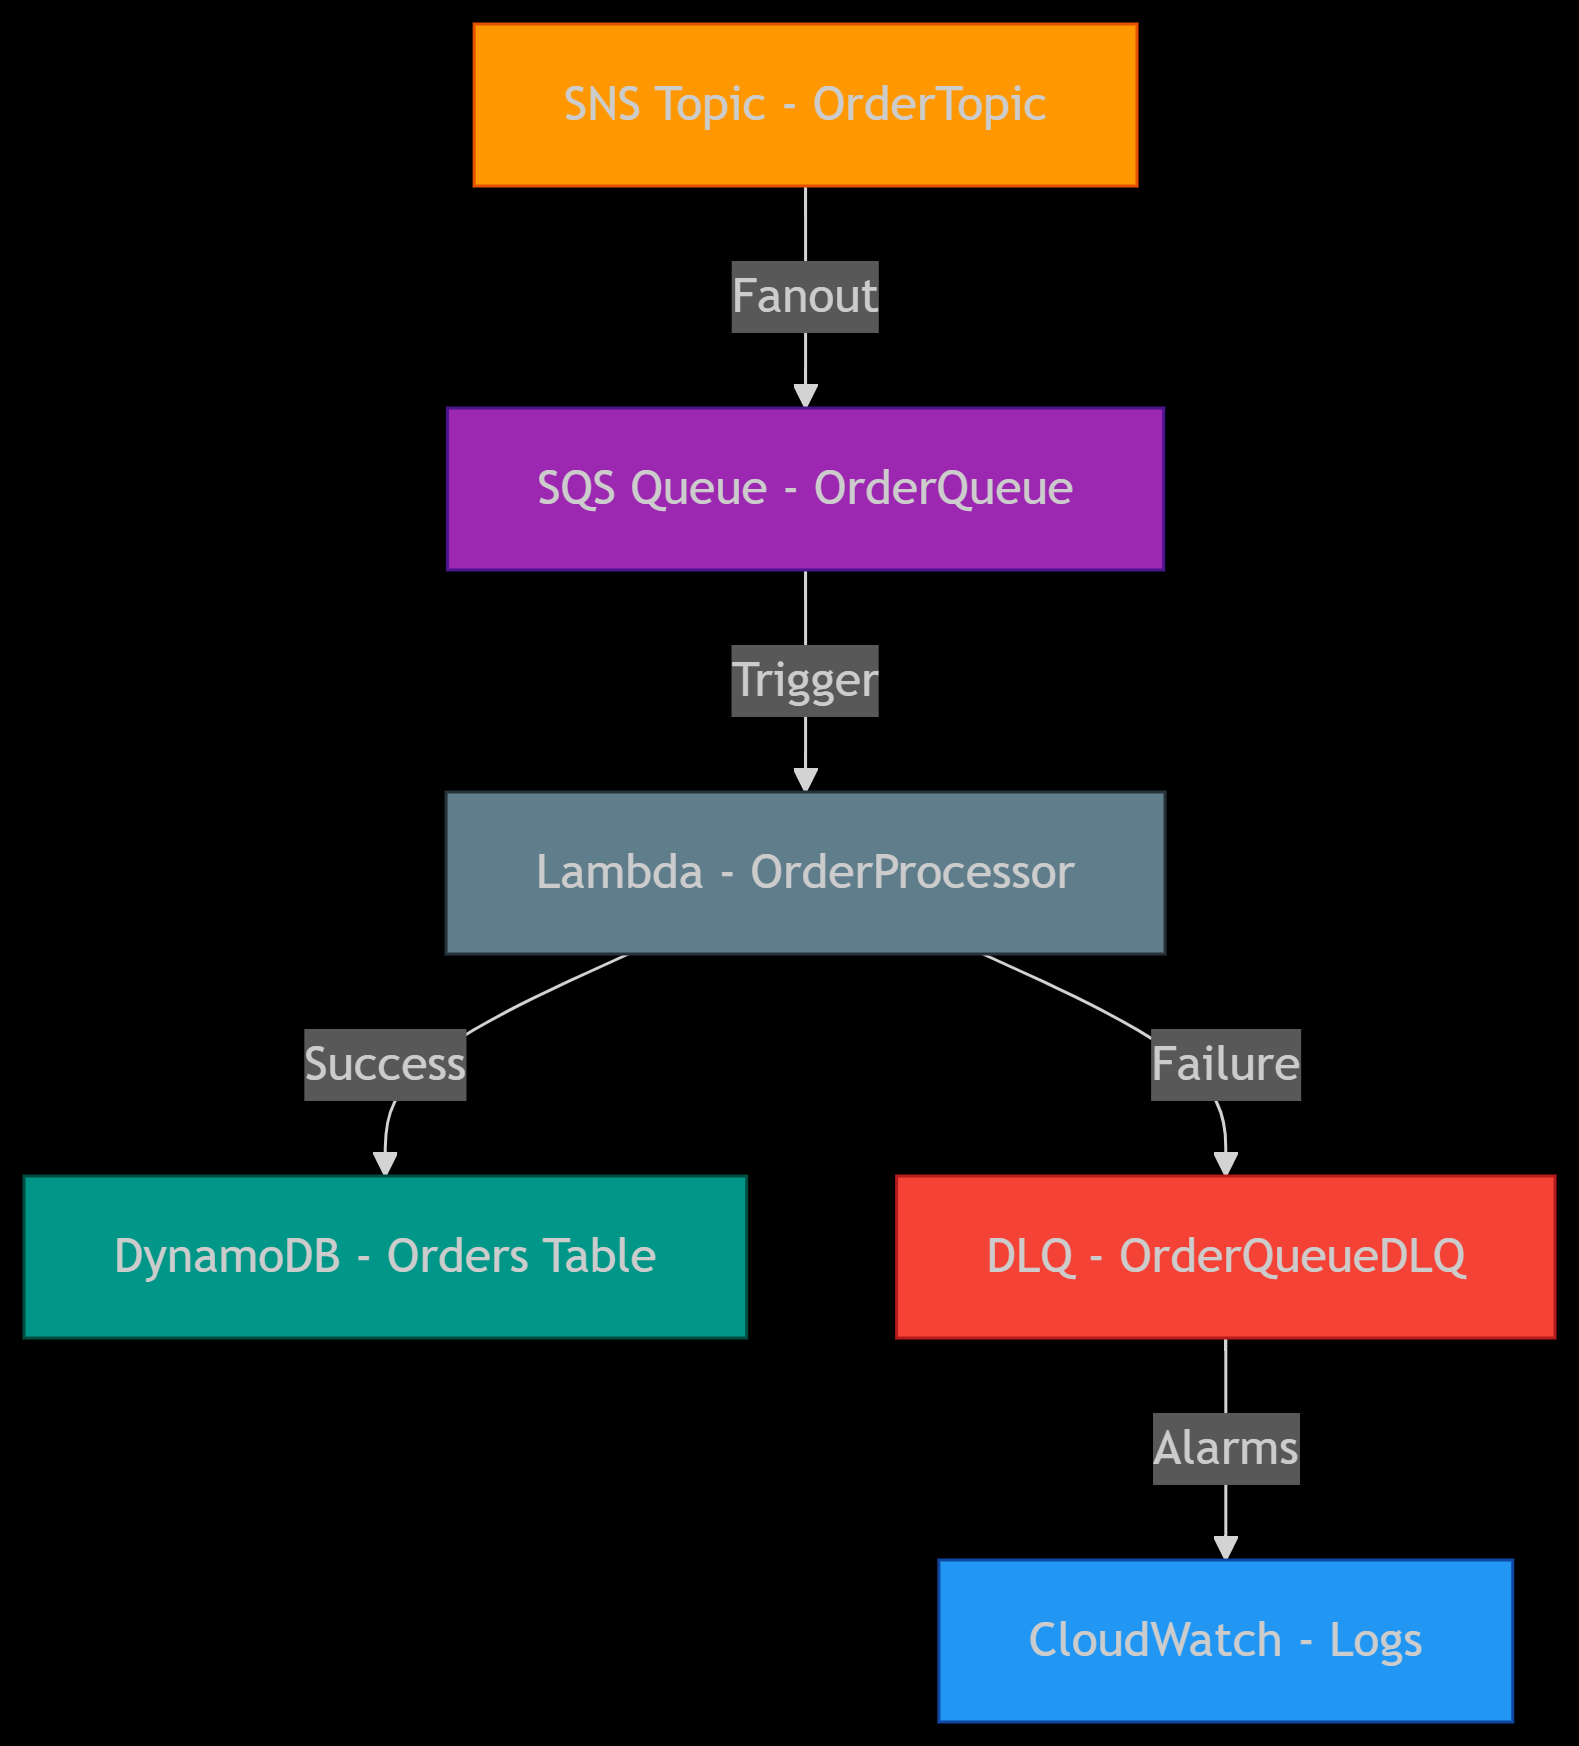 SNS Topic - OrderTopic
Fanout
SQS Queue - OrderQueue
Trigger
Lambda - OrderProcessor
Success
Failure
DynamoDB - Orders Table
DLQ - OrderQueueDLQ
Alarms
CloudWatch - Logs